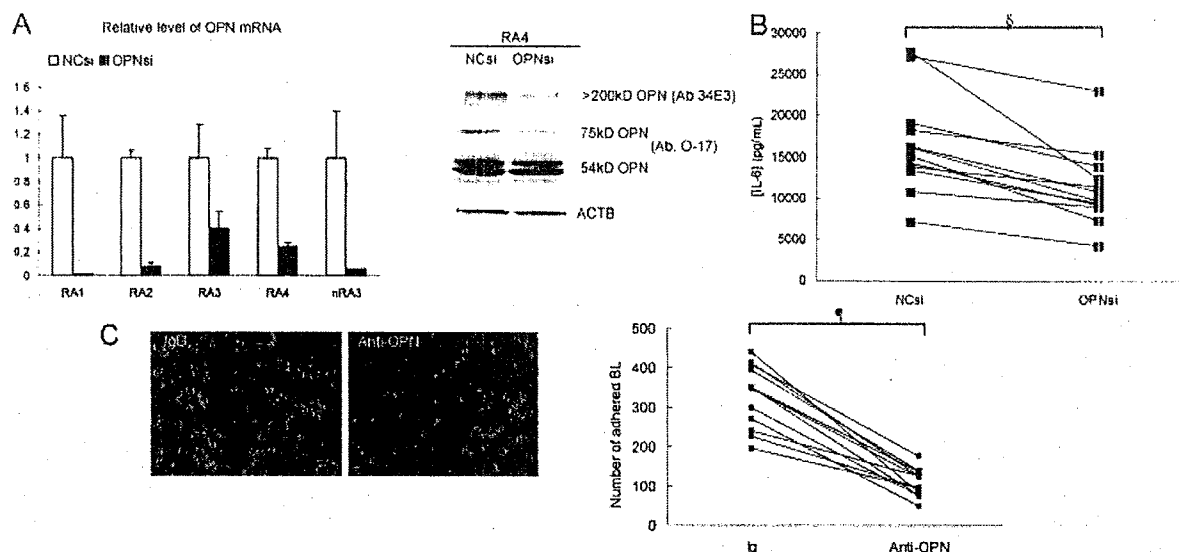 A
Relative level of OPN mRNA
NCsi OPNsi
1.6
1.4
1.2
1
0.8
0.6
0.4
0.2
0
RA1 RA2 RA3 RA4 nRA3
RA4
NCsi OPNsi
>200kD OPN (Ab 34E3)
75kD OPN
(Ab. O-17)
54kD OPN
ACTB
B
§
[IL-6] (pg/mL)
30000
25000
20000
15000
10000
5000
0
NCsi OPNsi
C
Anti-OPN
Number of adhered BL
500
400
300
200
100
0
Ig Anti-OPN